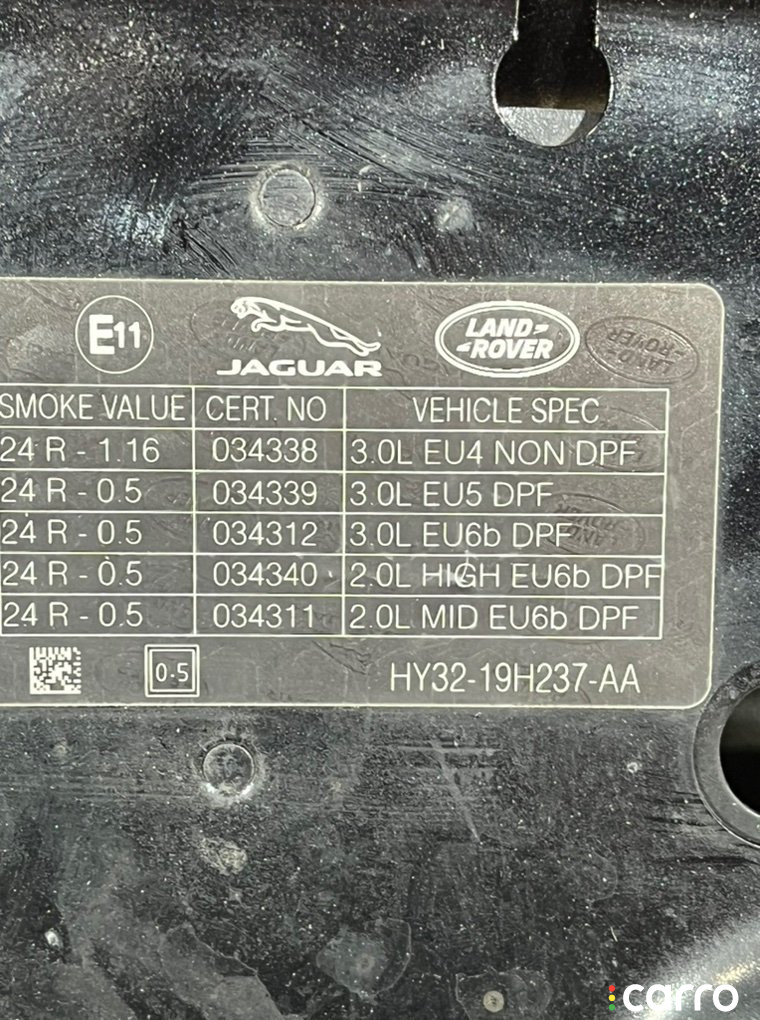 E11
JAGUAR
LAND-
-ROVER
LAND-
-ROVER
SMOKE VALUE CERT. NO VEHICLE SPEC
24 R - 1.16 034338 3.0L EU4 NON DPF
24 R - 0.5 034339 3.0L EU5 DPF
24 R - 0.5 034312 3.0L EU6b DPF
24 R - 0.5 034340 2.0L HIGH EU6b DPF
24 R - 0.5 034311 2.0L MID EU6b DPF
0.5 HY32-19H237-AA
carro